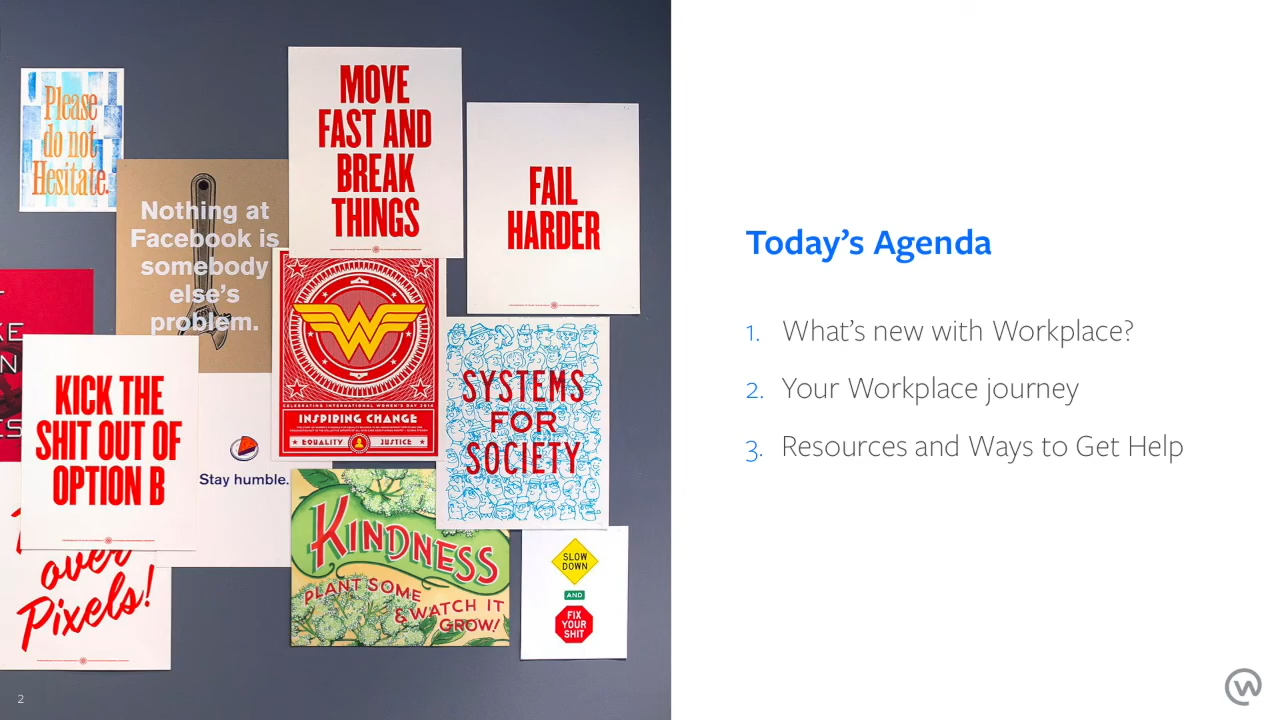 Please
do not
Hesitate.
MOVE
FAST AND
BREAK
THINGS
FAIL
HARDER
Nothing at
Facebook is
somebody
else's
problem.
CELEBRATING INTERNATIONAL WOMEN'S DAY 2016
INSPIRING CHANGE
EQUALITY
JUSTICE
SYSTEMS
FOR
SOCIETY
KICK THE
SHIT OUT OF
OPTION B
Stay humble.
over
Pixels!
KINDNESS
PLANT SOME
& WATCH IT
GROW!
SLOW
DOWN
AND
FIX
YOUR
SHIT
2
Today's Agenda
1. What's new with Workplace?
2. Your Workplace journey
3. Resources and Ways to Get Help